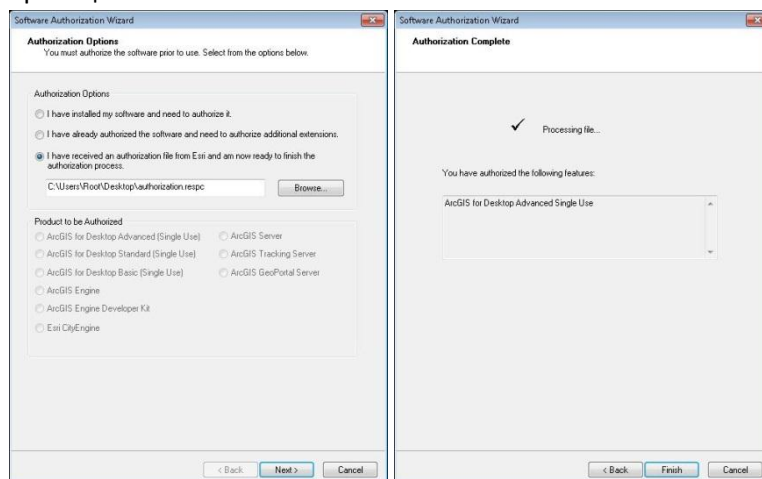 Software Authorization Wizard
Authorization Options
You must authorize the software prior to use. Select from the options below.
Authorization Options
I have installed my software and need to authorize it.
I have already authorized the software and need to authorize additional extensions.
I have received an authorization file from Esri and am now ready to finish the
authorization process.
C:\Users\Root\Desktop\authorization.respc
Browse...
Product to be Authorized
ArcGIS for Desktop Advanced (Single Use)
ArcGIS Server
ArcGIS for Desktop Standard (Single Use)
ArcGIS Tracking Server
ArcGIS for Desktop Basic (Single Use)
ArcGIS GeoPortal Server
ArcGIS Engine
ArcGIS Engine Developer Kit
Esri CityEngine
< Back
Next >
Cancel
Software Authorization Wizard
Authorization Complete
Processing file...
You have authorized the following features:
ArcGIS for Desktop Advanced Single Use
< Back
Finish
Cancel